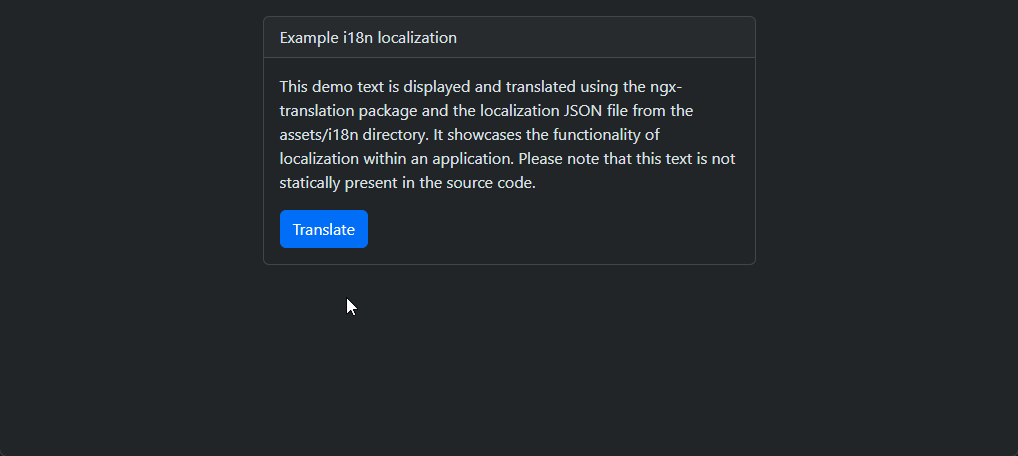 Example i18n localization
This demo text is displayed and translated using the ngx-
translation package and the localization JSON file from the
assets/i18n directory. It showcases the functionality of
localization within an application. Please note that this text is not
statically present in the source code.
Translate